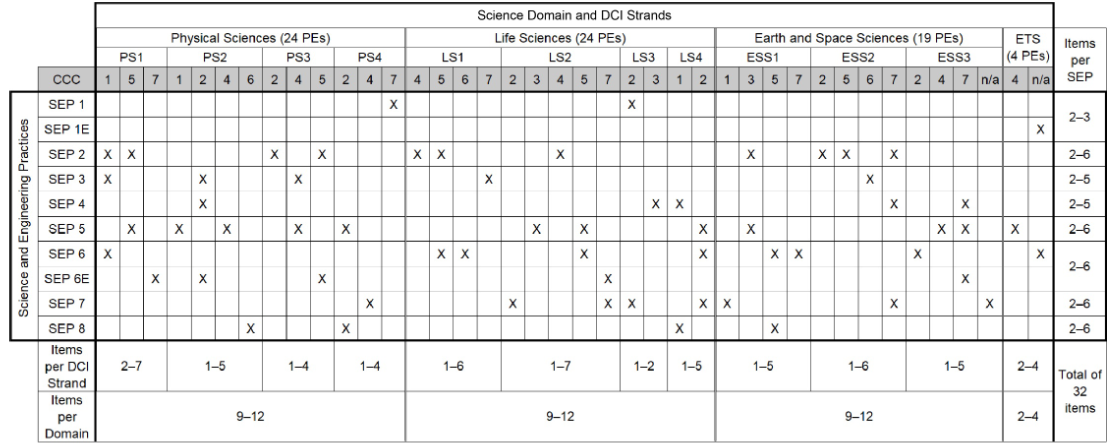 Science Domain and DCI Strands
Physical Sciences (24 PEs) Life Sciences (24 PEs) Earth and Space Sciences (19 PEs) ETS (4 PEs) Items per SEP
PS1 PS2 PS3 PS4 LS1 LS2 LS3 LS4 ESS1 ESS2 ESS3
CCC 1 5 7 1 2 4 6 2 4 5 2 4 7 4 5 6 7 2 3 4 5 7 2 3 1 2 1 3 5 7 2 5 6 7 2 4 7 n/a 4 n/a
Science and Engineering Practices
SEP 1 X X
2–3
SEP 1E X
SEP 2 X X X X X X X X X X X 2–6
SEP 3 X X X X X 2–5
SEP 4 X X X X X 2–5
SEP 5 X X X X X X X X X X X X 2–6
SEP 6 X X X X X X X X X
2–6
SEP 6E X X X X X
SEP 7 X X X X X X X X 2–6
SEP 8 X X X X 2–6
Items per DCI Strand 2–7 1–5 1–4 1–4 1–6 1–7 1–2 1–5 1–5 1–6 1–5 2–4 Total of 32 items
Items per Domain 9–12 9–12 9–12 2–4